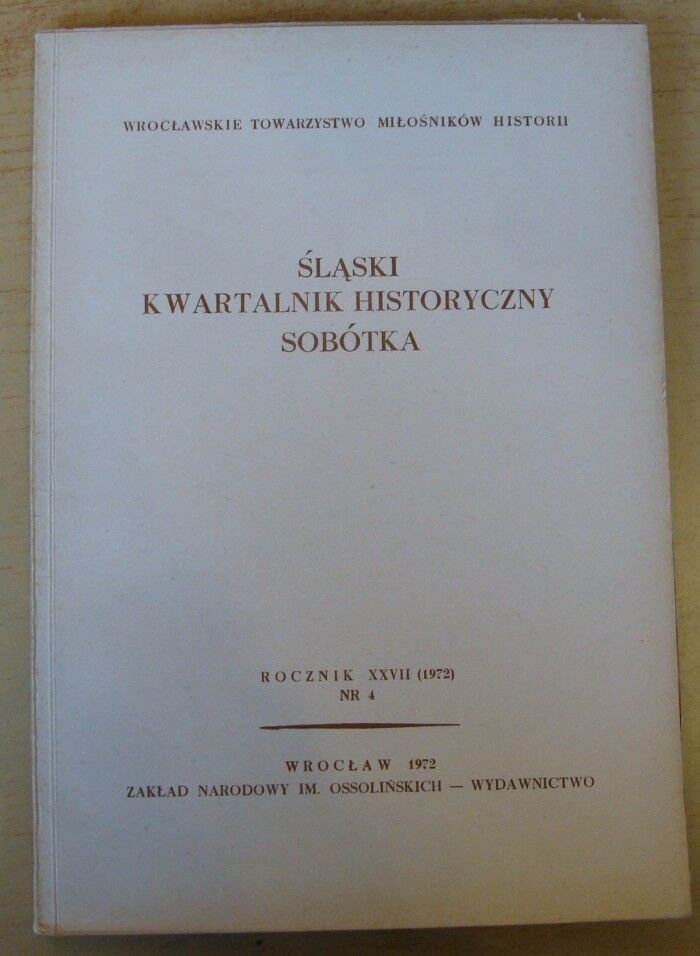 WROCŁAWSKIE TOWARZYSTWO MIŁOŚNIKÓW HISTORII
ŚLĄSKI
KWARTALNIK HISTORYCZNY
SOBÓTKA
ROCZNIK XXVII (1972)
NR 4
WROCŁAW 1972
ZAKŁAD NARODOWY IM. OSSOLIŃSKICH — WYDAWNICTWO